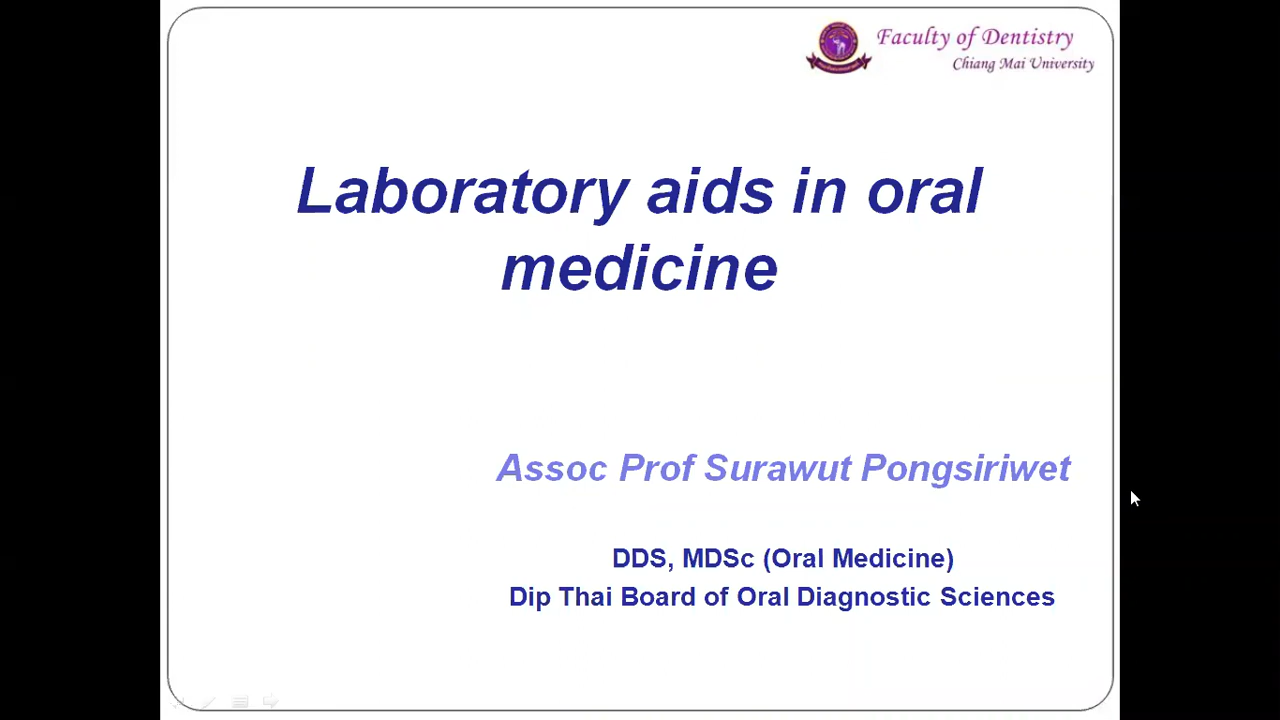 Faculty of Dentistry
Chiang Mai University
Laboratory aids in oral
medicine
Assoc Prof Surawut Pongsiriwet
DDS, MDSc (Oral Medicine)
Dip Thai Board of Oral Diagnostic Sciences